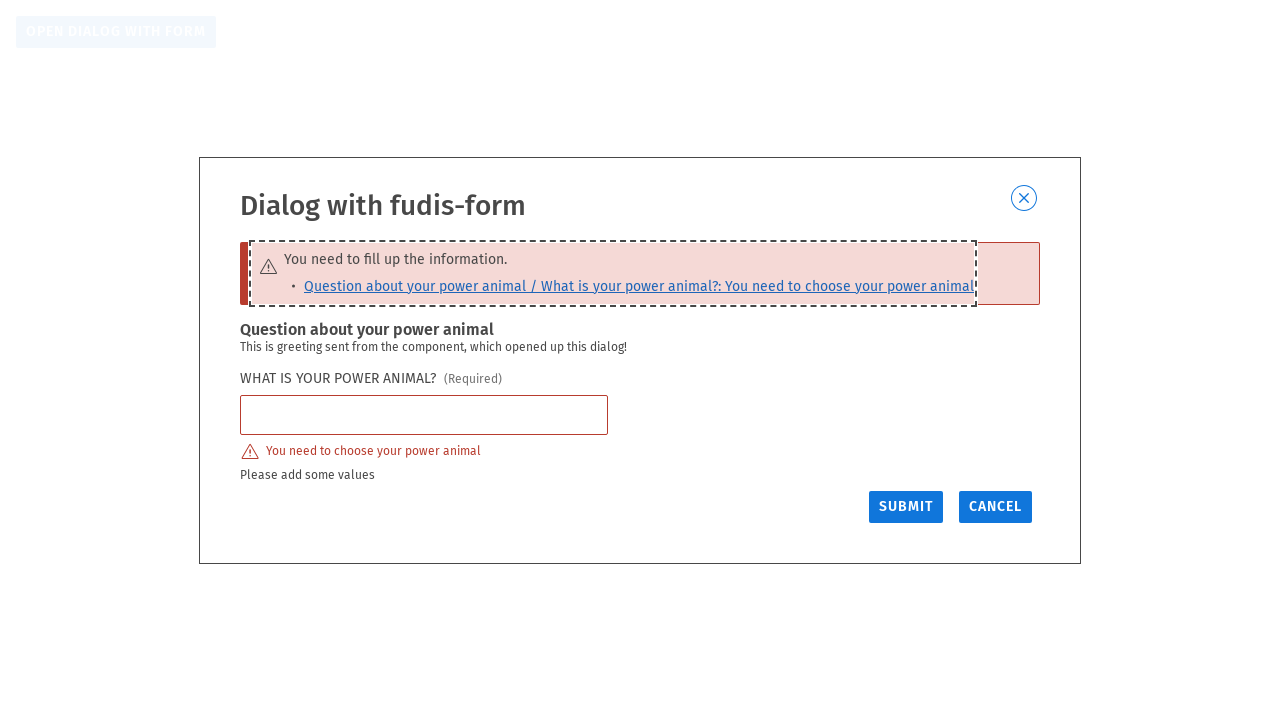 OPEN DIALOG WITH FORM
Dialog with fudis-form
You need to fill up the information.
• Question about your power animal / What is your power animal?: You need to choose your power animal
Question about your power animal
This is greeting sent from the component, which opened up this dialog!
WHAT IS YOUR POWER ANIMAL? (Required)
You need to choose your power animal
Please add some values
SUBMIT CANCEL